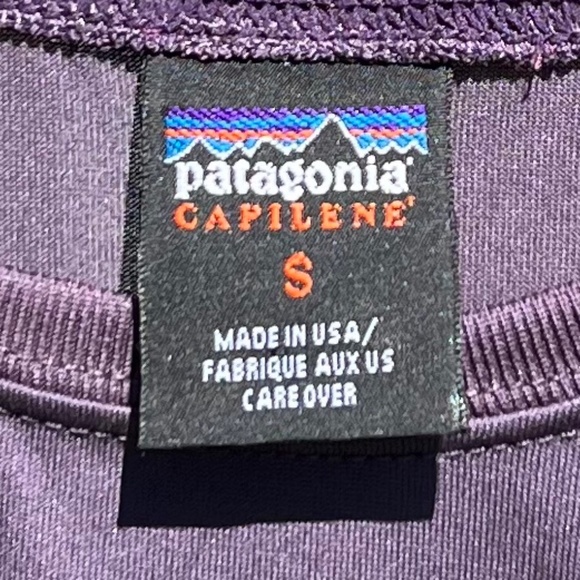 patagonia
CAPILENE
S
MADE IN USA/
FABRIQUE AUX US
CARE OVER